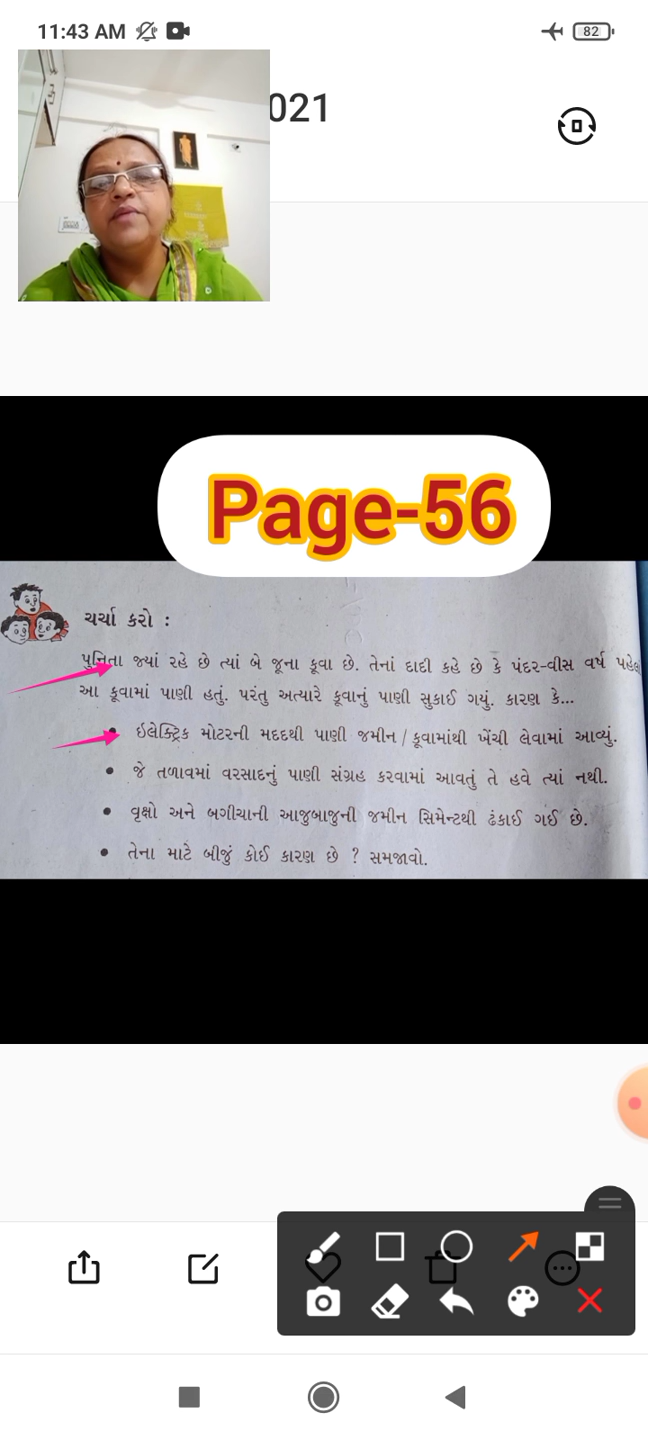 11:43 AM
82
021
Page-56
ચર્ચા કરો :
પુનિતા જ્યાં રહે છે ત્યાં બે જૂના કૂવા છે. તેનાં દાદી કહે છે કે પંદર-વીસ વર્ષ પહેલાં
આ કૂવામાં પાણી હતું. પરંતુ અત્યારે કૂવાનું પાણી સુકાઈ ગયું. કારણ કે...
• ઇલેક્ટ્રિક મોટરની મદદથી પાણી જમીન / કૂવામાંથી ખેંચી લેવામાં આવ્યું.
• જે તળાવમાં વરસાદનું પાણી સંગ્રહ કરવામાં આવતું તે હવે ત્યાં નથી.
• વૃક્ષો અને બગીચાની આજુબાજુની જમીન સિમેન્ટથી ઢંકાઈ ગઈ છે.
• તેના માટે બીજું કોઈ કારણ છે ? સમજાવો.